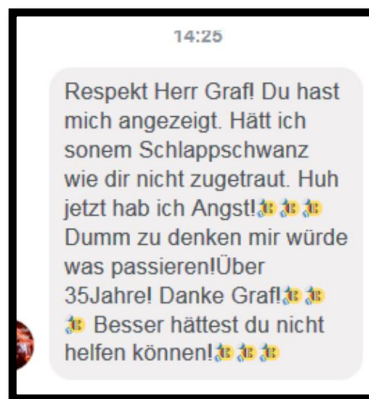 14:25
Respekt Herr Graf! Du hast
mich angezeigt. Hätt ich
sonem Schlappschwanz
wie dir nicht zugetraut. Huh
jetzt hab ich Angst!🤣🤣🤣
Dumm zu denken mir würde
was passieren!Über
35Jahre! Danke Graf!🤣🤣
🤣 Besser hättest du nicht
helfen können!🤣🤣🤣